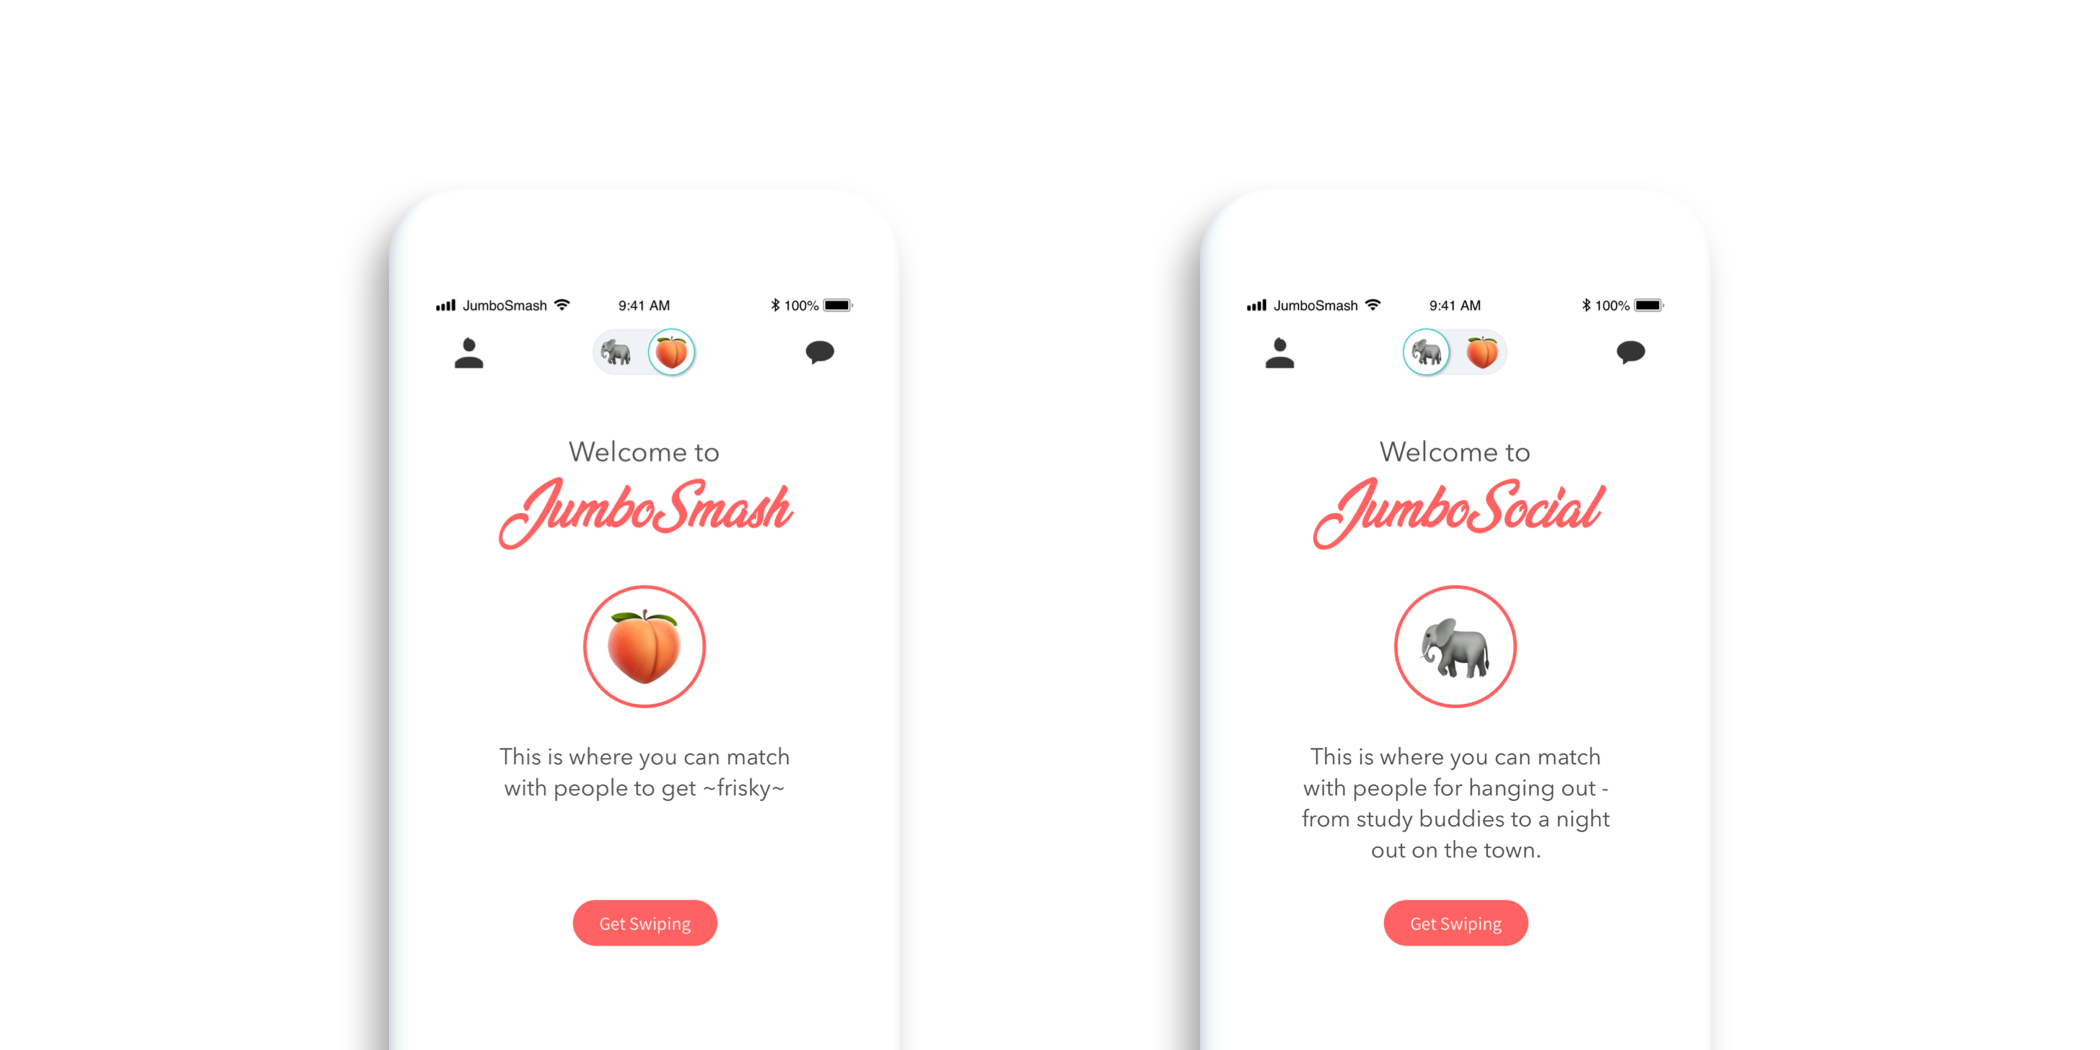 JumboSmash 9:41 AM 100%
Welcome to
JumboSmash
This is where you can match
with people to get ~frisky~
Get Swiping
JumboSmash 9:41 AM 100%
Welcome to
JumboSocial
This is where you can match
with people for hanging out -
from study buddies to a night
out on the town.
Get Swiping